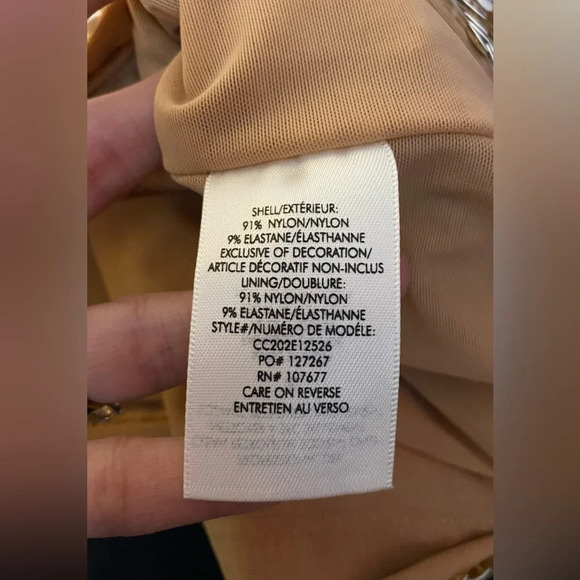 SHELL/EXTÉRIEUR:
91% NYLON/NYLON
9% ELASTANE/ÉLASTHANNE
EXCLUSIVE OF DECORATION/
ARTICLE DÉCORATIF NON-INCLUS
LINING/DOUBLURE:
91% NYLON/NYLON
9% ELASTANE/ÉLASTHANNE
STYLE#/NUMÉRO DE MODÈLE:
CC202E12526
PO# 127267
RN# 107677
CARE ON REVERSE
ENTRETIEN AU VERSO